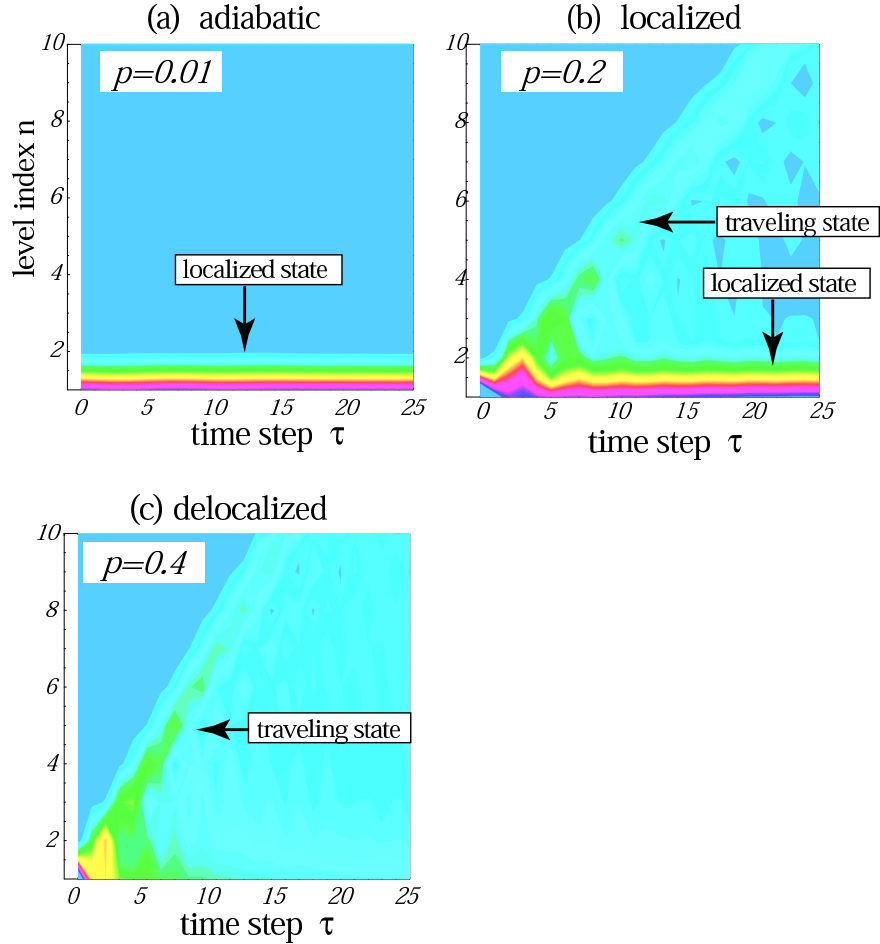 (a) adiabatic
p=0.01
10
8
6
4
2
level index n
localized state
0 5 10 15 20 25
time step τ
(b) localized
p=0.2
10
8
6
4
2
traveling state
localized state
0 5 10 15 20 25
time step τ
(c) delocalized
p=0.4
10
8
6
4
2
traveling state
0 5 10 15 20 25
time step τ